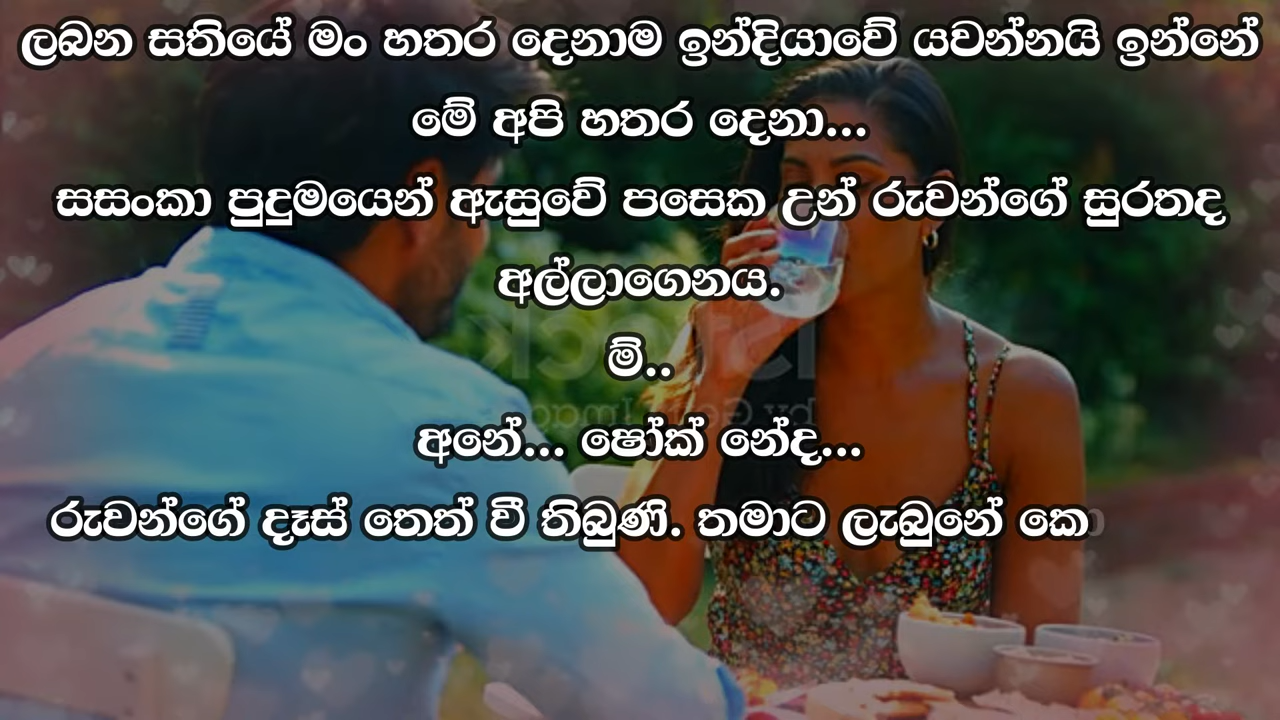 ලබන සතියේ මං හතර දෙනාම ඉන්දියාවේ යවන්නයි ඉන්නේ
මේ අපි හතර දෙනා...
සසංකා පුදුමයෙන් ඇසුවේ පසෙක උන් රුවන්ගේ සුරතද
අල්ලාගෙනය.
ම්..
අනේ... ෂෝක් නේද...
රුවන්ගේ දෑස් තෙත් වී තිබුණි. තමාට ලැබුනේ කො